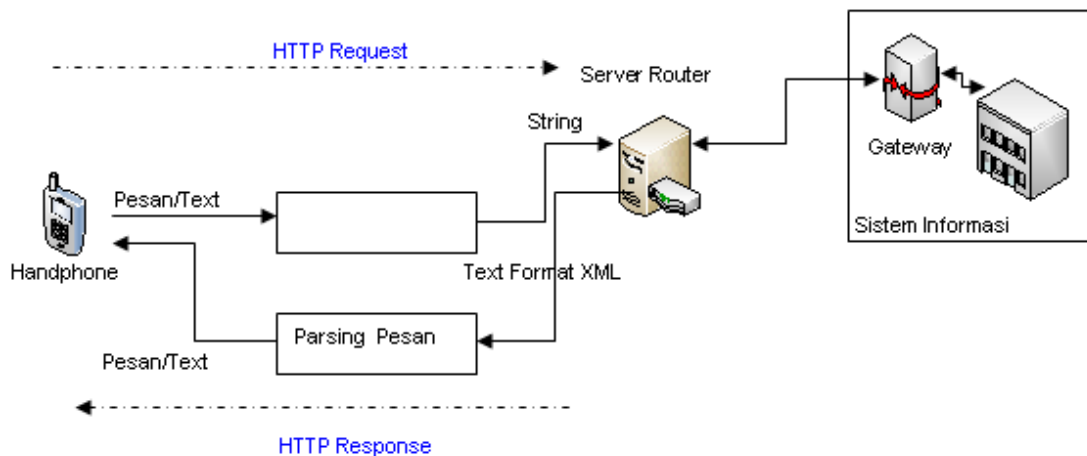 HTTP Request
Server Router
String
Gateway
Pesan/Text
Sistem Informasi
Handphone
Text Format XML
Parsing Pesan
Pesan/Text
HTTP Response